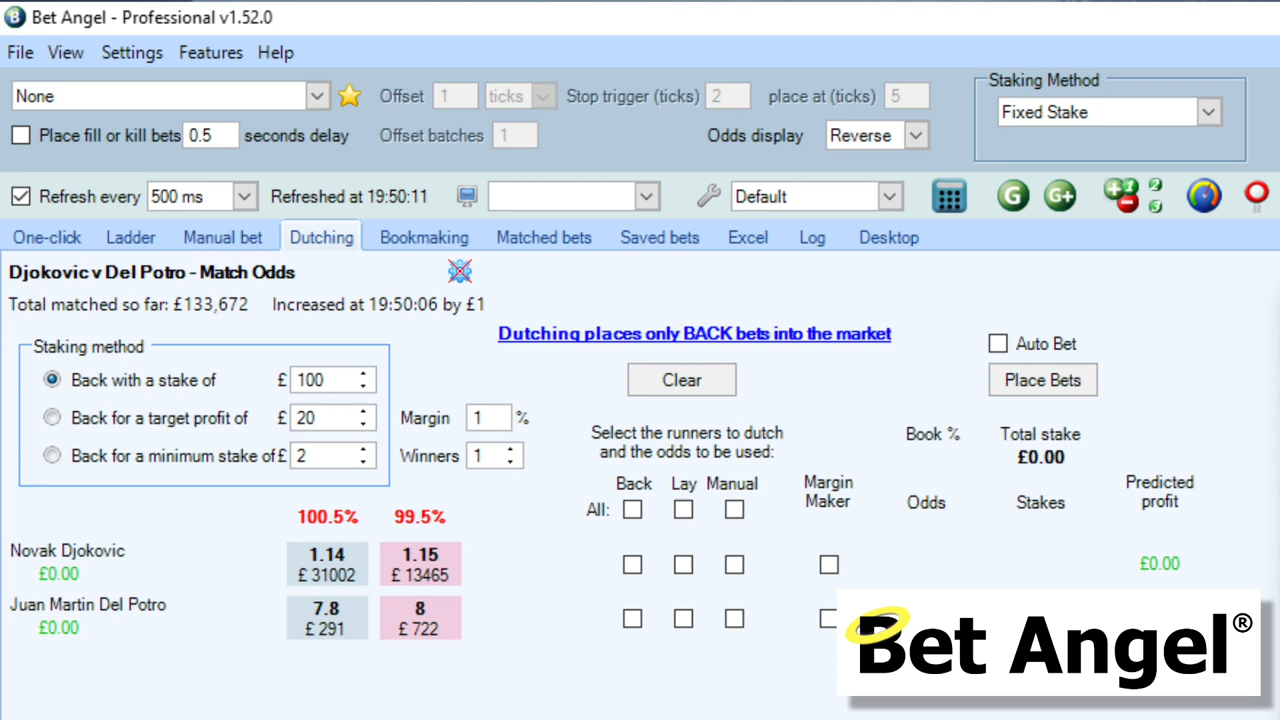 Bet Angel - Professional v1.52.0
File View Settings Features Help
None Offset 1 ticks Stop trigger (ticks) 2 place at (ticks) 5 Staking Method
Fixed Stake
Place fill or kill bets 0.5 seconds delay Offset batches 1 Odds display Reverse
Refresh every 500 ms Refreshed at 19:50:11 Default G G+
One-click Ladder Manual bet Dutching Bookmaking Matched bets Saved bets Excel Log Desktop
Djokovic v Del Potro - Match Odds
Total matched so far: £133,672 Increased at 19:50:06 by £1
Dutching places only BACK bets into the market
Staking method Auto Bet
Back with a stake of £ 100 Clear Place Bets
Back for a target profit of £ 20 Margin 1 %
Select the runners to dutch Book % Total stake
Back for a minimum stake of £ 2 Winners 1 and the odds to be used: £0.00
Back Lay Manual Margin Maker Odds Stakes Predicted profit
All:
100.5% 99.5%
Novak Djokovic 1.14 1.15
£0.00 £ 31002 £ 13465 £0.00
Juan Martin Del Potro 7.8 8
£0.00 £ 291 £ 722
Bet Angel®